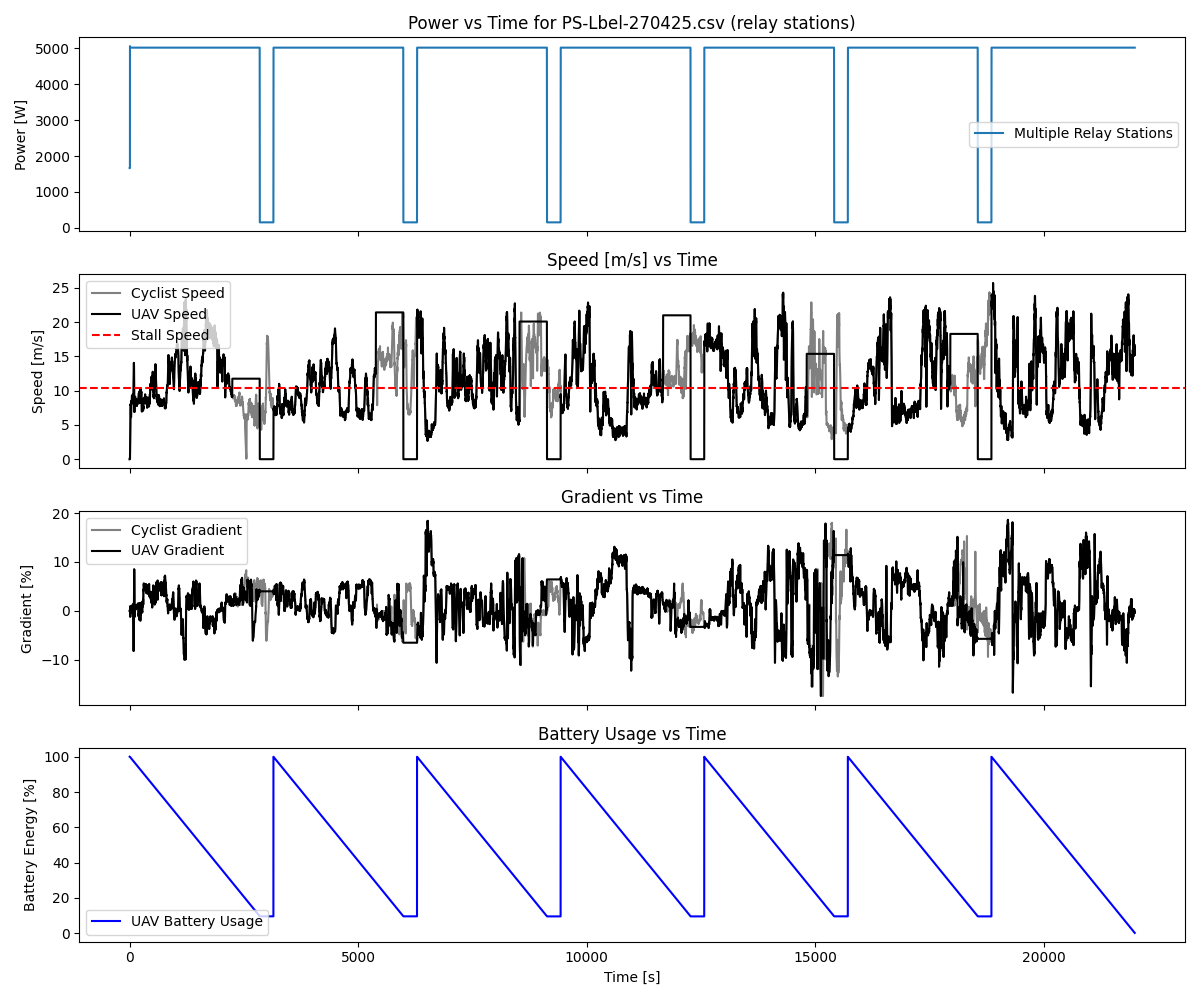 Power vs Time for PS-Lbel-270425.csv (relay stations)
Power [W]
5000
4000
3000
2000
1000
0
Multiple Relay Stations
Speed [m/s] vs Time
Speed [m/s]
25
20
15
10
5
0
Cyclist Speed
UAV Speed
Stall Speed
Gradient vs Time
Gradient [%]
20
10
0
−10
Cyclist Gradient
UAV Gradient
Battery Usage vs Time
Battery Energy [%]
100
80
60
40
20
0
UAV Battery Usage
0 5000 10000 15000 20000
Time [s]